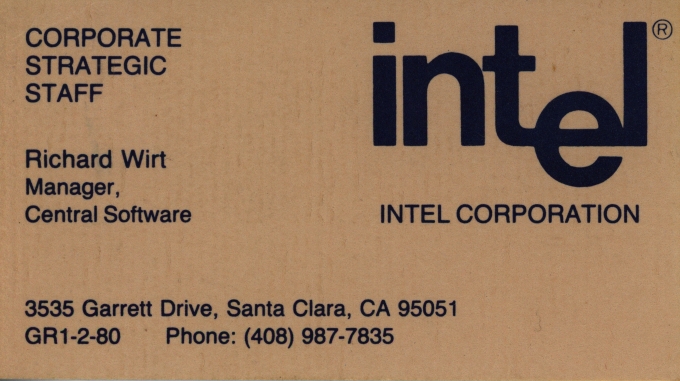 CORPORATE
STRATEGIC
STAFF
intel®
Richard Wirt
Manager,
Central Software
INTEL CORPORATION
3535 Garrett Drive, Santa Clara, CA 95051
GR1-2-80 Phone: (408) 987-7835